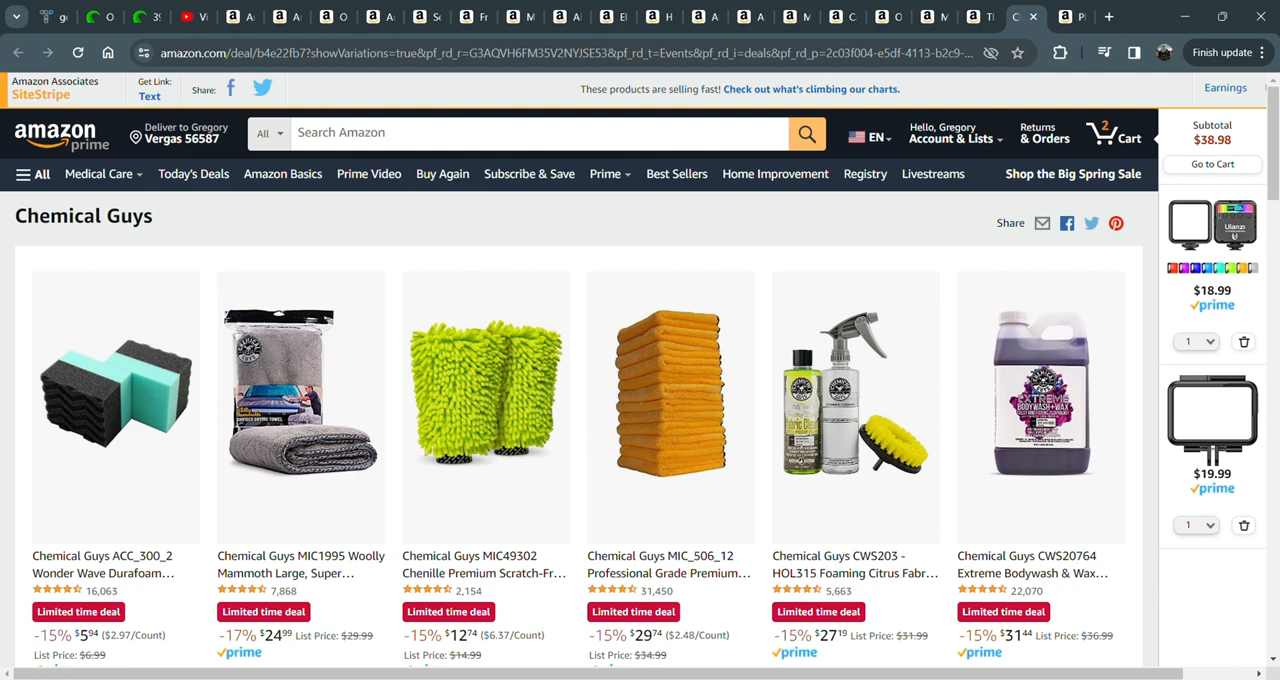 amazon.com/deal/b4e22fb7?showVariations=true&pf_rd_r=G3AQVH6FM35V2NYJSE53&pf_rd_t=Events&pf_rd_i=deals&pf_rd_p=2c03f004-e5df-4113-b2c9-...
Finish update
Amazon Associates
SiteStripe
Get Link:
Text
Share:
These products are selling fast! Check out what's climbing our charts.
Earnings
amazon prime
Deliver to Gregory
Vergas 56587
All
Search Amazon
EN
Hello, Gregory
Account & Lists
Returns
& Orders
2
Cart
Subtotal
$38.98
Go to Cart
All
Medical Care
Today's Deals
Amazon Basics
Prime Video
Buy Again
Subscribe & Save
Prime
Best Sellers
Home Improvement
Registry
Livestreams
Shop the Big Spring Sale
Chemical Guys
Share
Ulanzi
$18.99
prime
1
$19.99
prime
1
EXTREME
BODYWASH+WAX
Chemical Guys ACC_300_2
Wonder Wave Durafoam…
16,063
Limited time deal
-15% $594 ($2.97/Count)
List Price: $6.99
Chemical Guys MIC1995 Woolly
Mammoth Large, Super…
7,868
Limited time deal
-17% $2499 List Price: $29.99
prime
Chemical Guys MIC49302
Chenille Premium Scratch-Fr…
2,154
Limited time deal
-15% $1274 ($6.37/Count)
List Price: $14.99
Chemical Guys MIC_506_12
Professional Grade Premium…
31,450
Limited time deal
-15% $2974 ($2.48/Count)
List Price: $34.99
Chemical Guys CWS203 -
HOL315 Foaming Citrus Fabr…
5,663
Limited time deal
-15% $2719 List Price: $31.99
prime
Chemical Guys CWS20764
Extreme Bodywash & Wax…
22,070
Limited time deal
-15% $3144 List Price: $36.99
prime